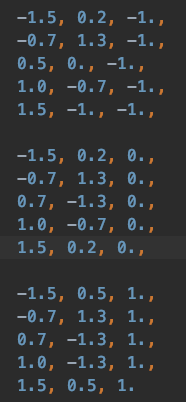 -1.5, 0.2, -1.,
-0.7, 1.3, -1.,
0.5, 0., -1.,
1.0, -0.7, -1.,
1.5, -1., -1.,

-1.5, 0.2, 0.,
-0.7, 1.3, 0.,
0.7, -1.3, 0.,
1.0, -0.7, 0.,
1.5, 0.2, 0.,

-1.5, 0.5, 1.,
-0.7, 1.3, 1.,
0.7, -1.3, 1.,
1.0, -1.3, 1.,
1.5, 0.5, 1.